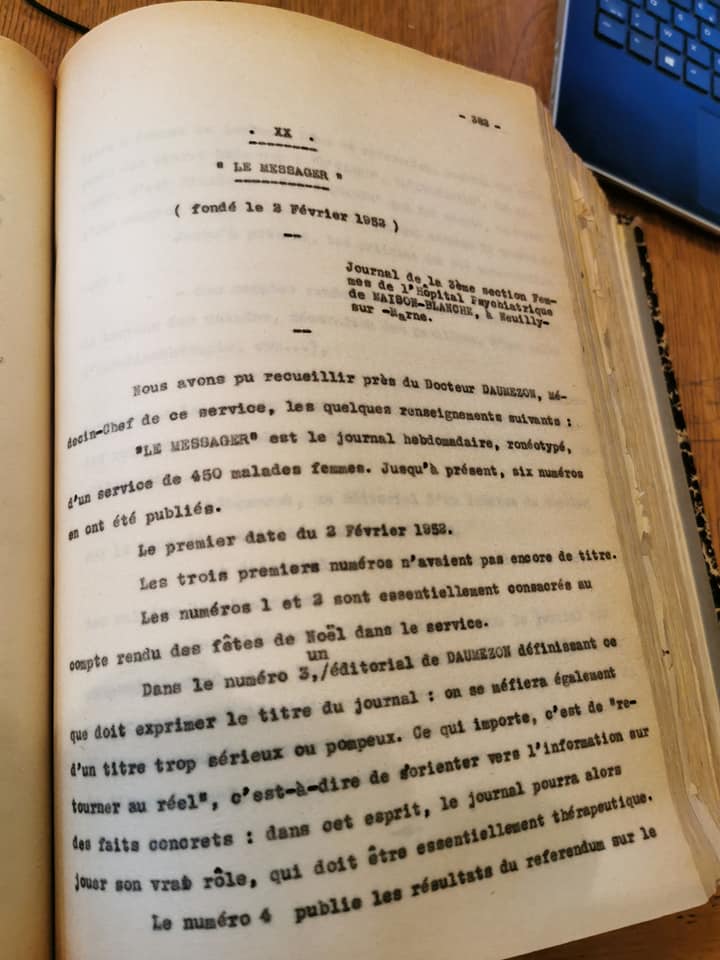 - 382 -
. XX .
" LE MESSAGER "
( fondé le 2 Février 1952 )
--
Journal de la 3ème section Fem-
mes de l'Hôpital Psychiatrique
de MAISON-BLANCHE, à Neuilly-
sur -Marne.
--
Nous avons pu recueillir près du Docteur DAUMEZON, Mé-
decin-Chef de ce service, les quelques renseignements suivants :
"LE MESSAGER" est le journal hebdomadaire, ronéotypé,
d'un service de 450 malades femmes. Jusqu'à présent, six numéros
en ont été publiés.
Le premier date du 2 Février 1952.
Les trois premiers numéros n'avaient pas encore de titre.
Les numéros 1 et 2 sont essentiellement consacrés au
compte rendu des fêtes de Noël dans le service.
un
Dans le numéro 3,/éditorial de DAUMEZON définissant ce
que doit exprimer le titre du journal : on se méfiera également
d'un titre trop sérieux ou pompeux. Ce qui importe, c'est de "re-
tourner au réel", c'est-à-dire de s'orienter vers l'information sur
des faits concrets : dans cet esprit, le journal pourra alors
jouer son vrai rôle, qui doit être essentiellement thérapeutique.
Le numéro 4 publie les résultats du referendum sur le